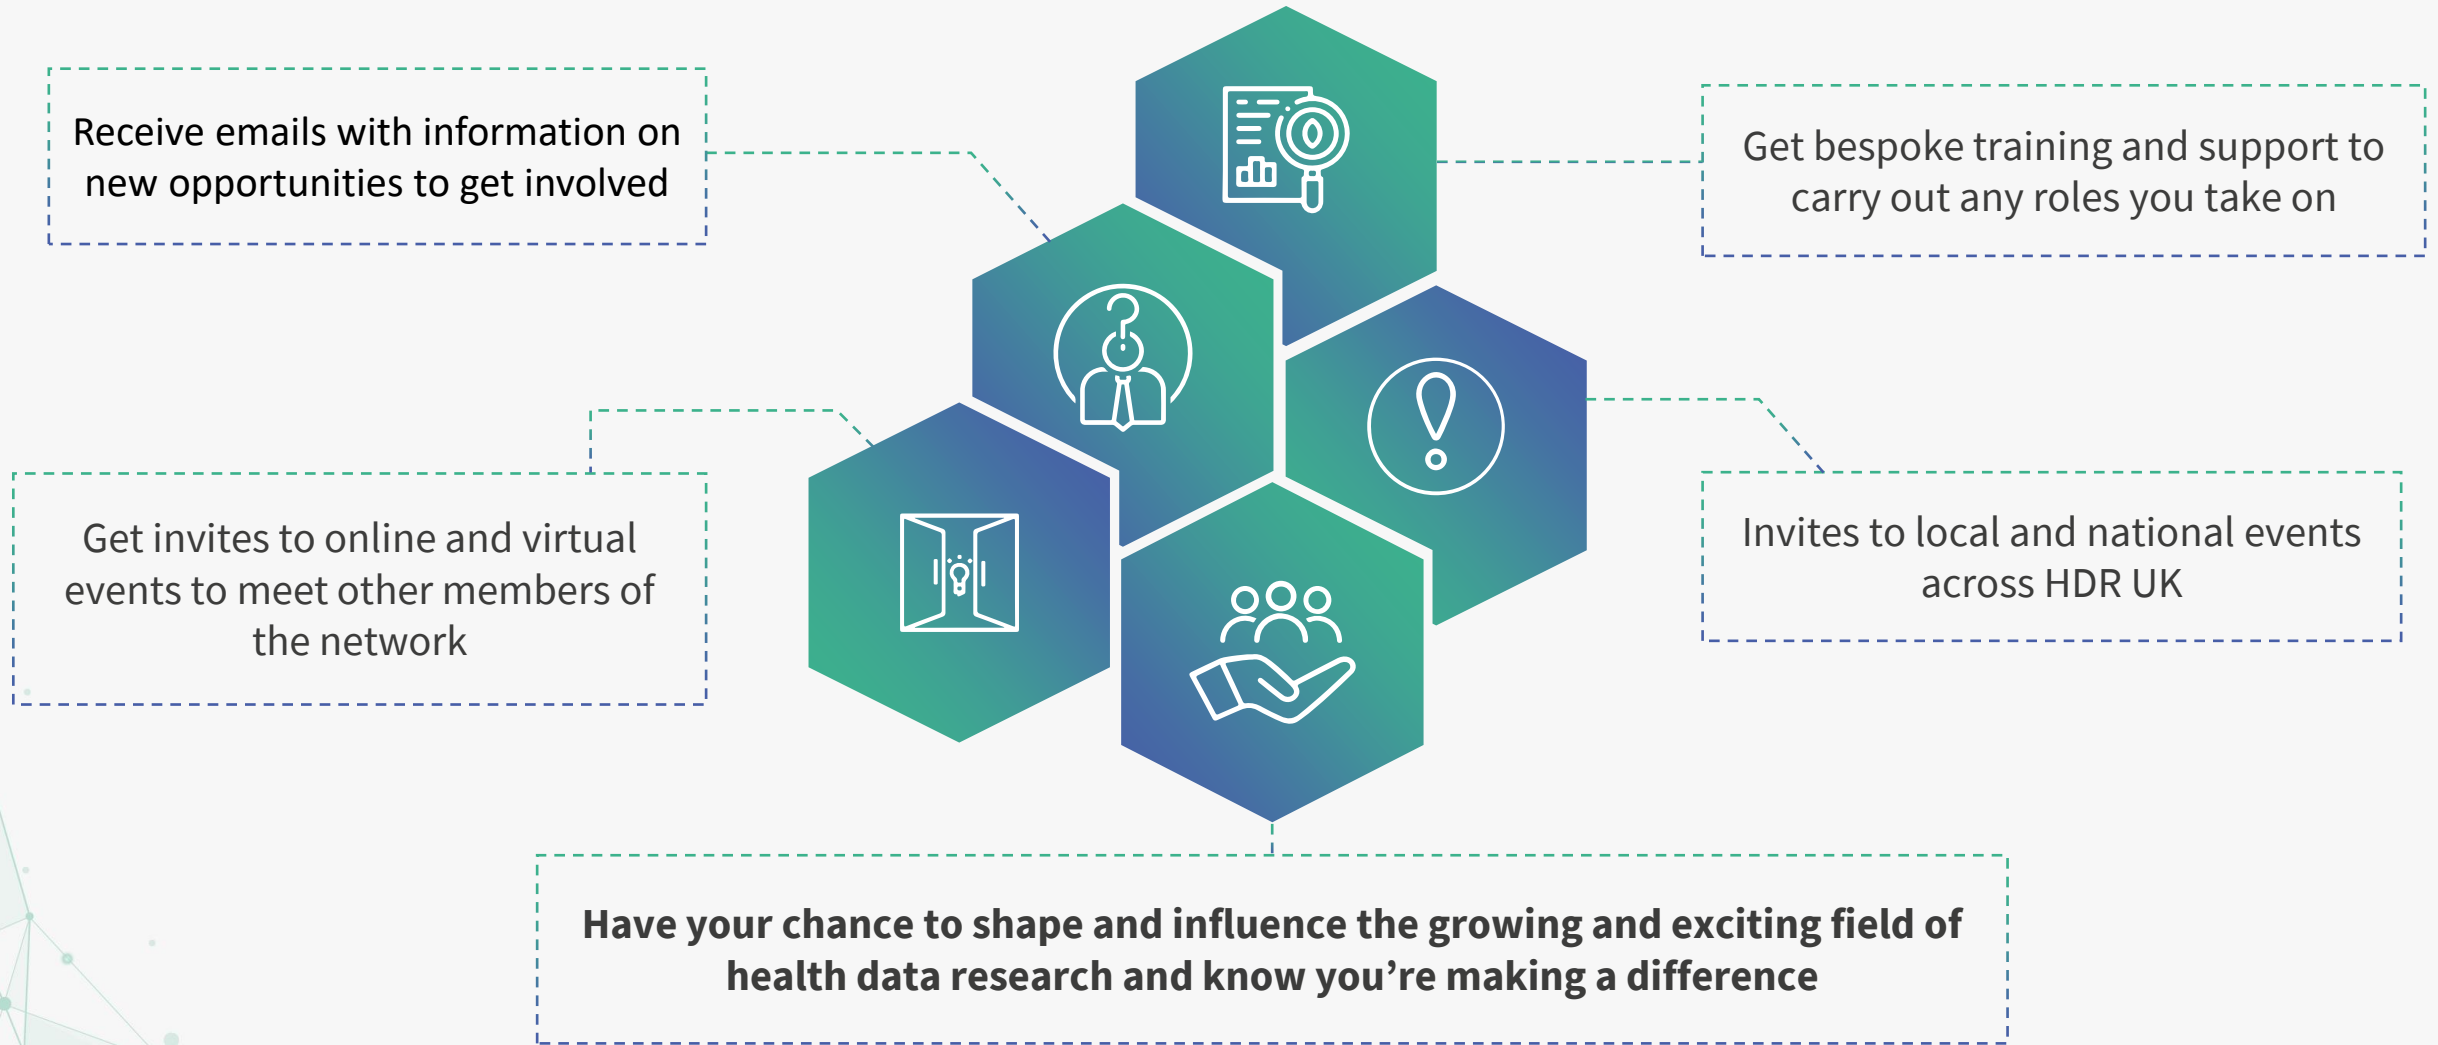 Receive emails with information on
new opportunities to get involved
Get bespoke training and support to
carry out any roles you take on
Get invites to online and virtual
events to meet other members of
the network
Invites to local and national events
across HDR UK
Have your chance to shape and influence the growing and exciting field of
health data research and know you’re making a difference